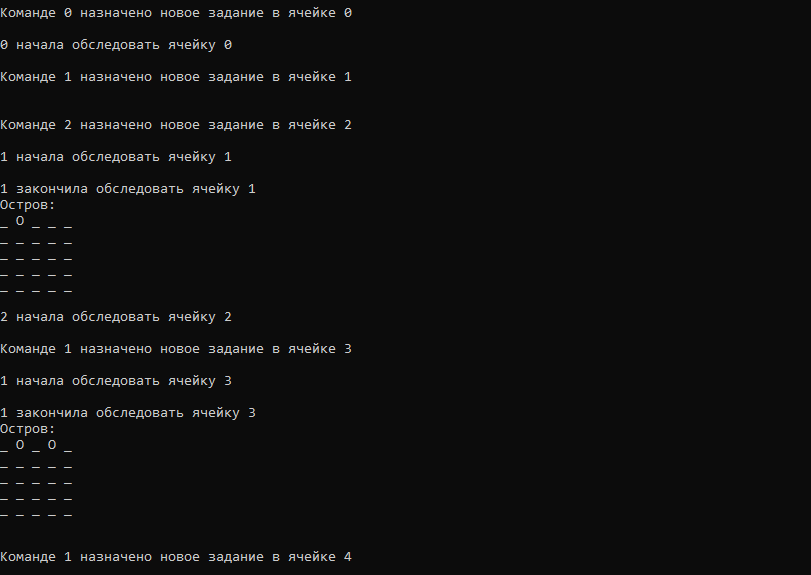 Команде 0 назначено новое задание в ячейке 0
0 начала обследовать ячейку 0
Команде 1 назначено новое задание в ячейке 1
Команде 2 назначено новое задание в ячейке 2
1 начала обследовать ячейку 1
1 закончила обследовать ячейку 1
Остров:
_ O _ _ _
_ _ _ _ _
_ _ _ _ _
_ _ _ _ _
_ _ _ _ _
2 начала обследовать ячейку 2
Команде 1 назначено новое задание в ячейке 3
1 начала обследовать ячейку 3
1 закончила обследовать ячейку 3
Остров:
_ O _ O _
_ _ _ _ _
_ _ _ _ _
_ _ _ _ _
_ _ _ _ _
Команде 1 назначено новое задание в ячейке 4